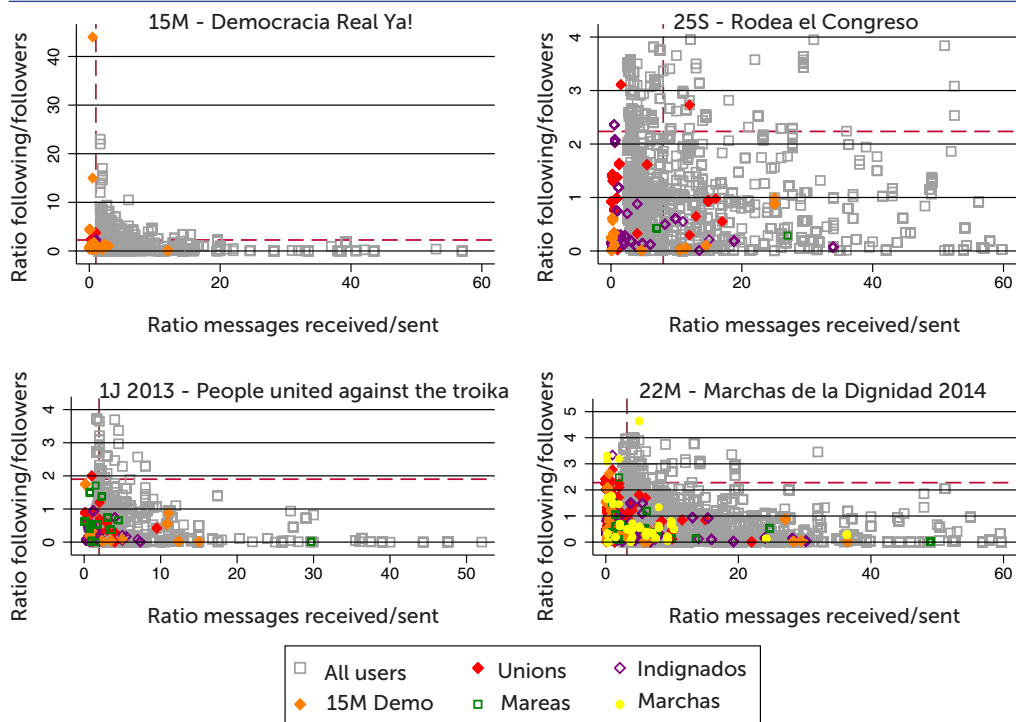 15M - Democracia Real Ya!
Ratio following/followers
40
30
20
10
0
0 20 40 60
Ratio messages received/sent
25S - Rodea el Congreso
Ratio following/followers
4
3
2
1
0
0 20 40 60
Ratio messages received/sent
1J 2013 - People united against the troika
Ratio following/followers
4
3
2
1
0
0 10 20 30 40 50
Ratio messages received/sent
22M - Marchas de la Dignidad 2014
Ratio following/followers
5
4
3
2
1
0
0 20 40 60
Ratio messages received/sent
All users Unions Indignados
15M Demo Mareas Marchas